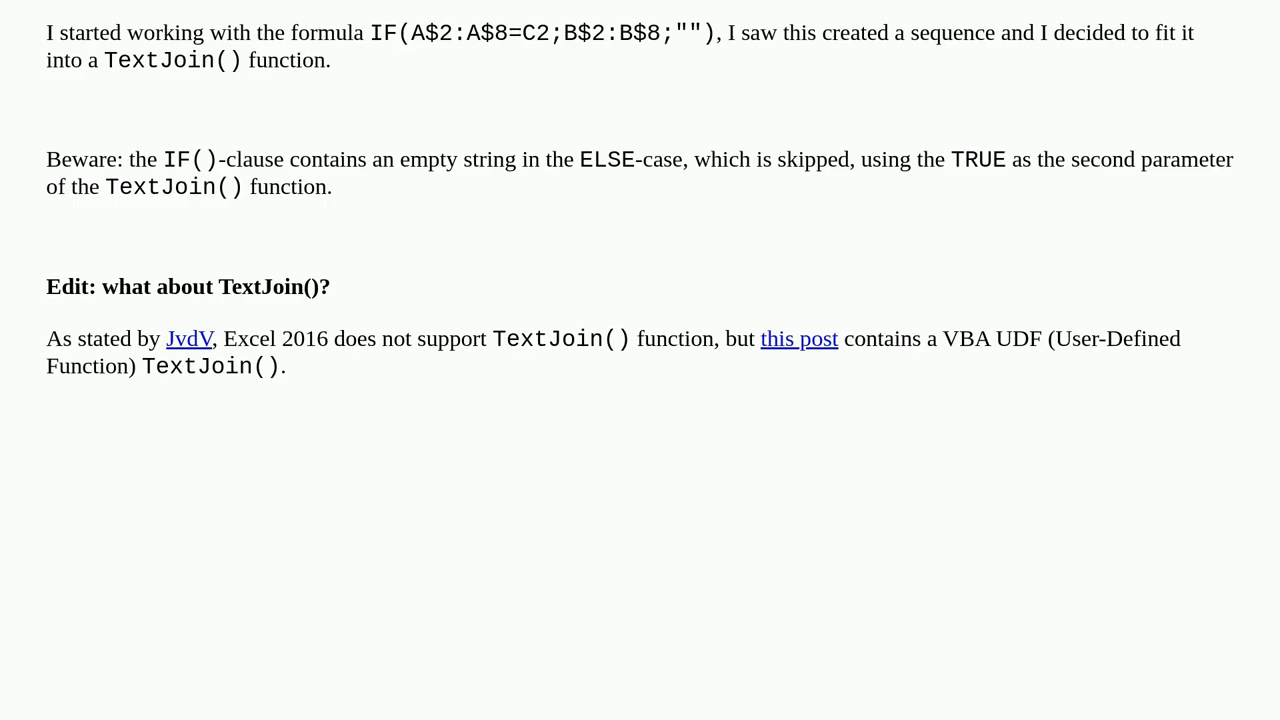 I started working with the formula IF(A$2:A$8=C2;B$2:B$8;""), I saw this created a sequence and I decided to fit it
into a TextJoin() function.
Beware: the IF()-clause contains an empty string in the ELSE-case, which is skipped, using the TRUE as the second parameter
of the TextJoin() function.
Edit: what about TextJoin()?
As stated by JvdV, Excel 2016 does not support TextJoin() function, but this post contains a VBA UDF (User-Defined
Function) TextJoin().